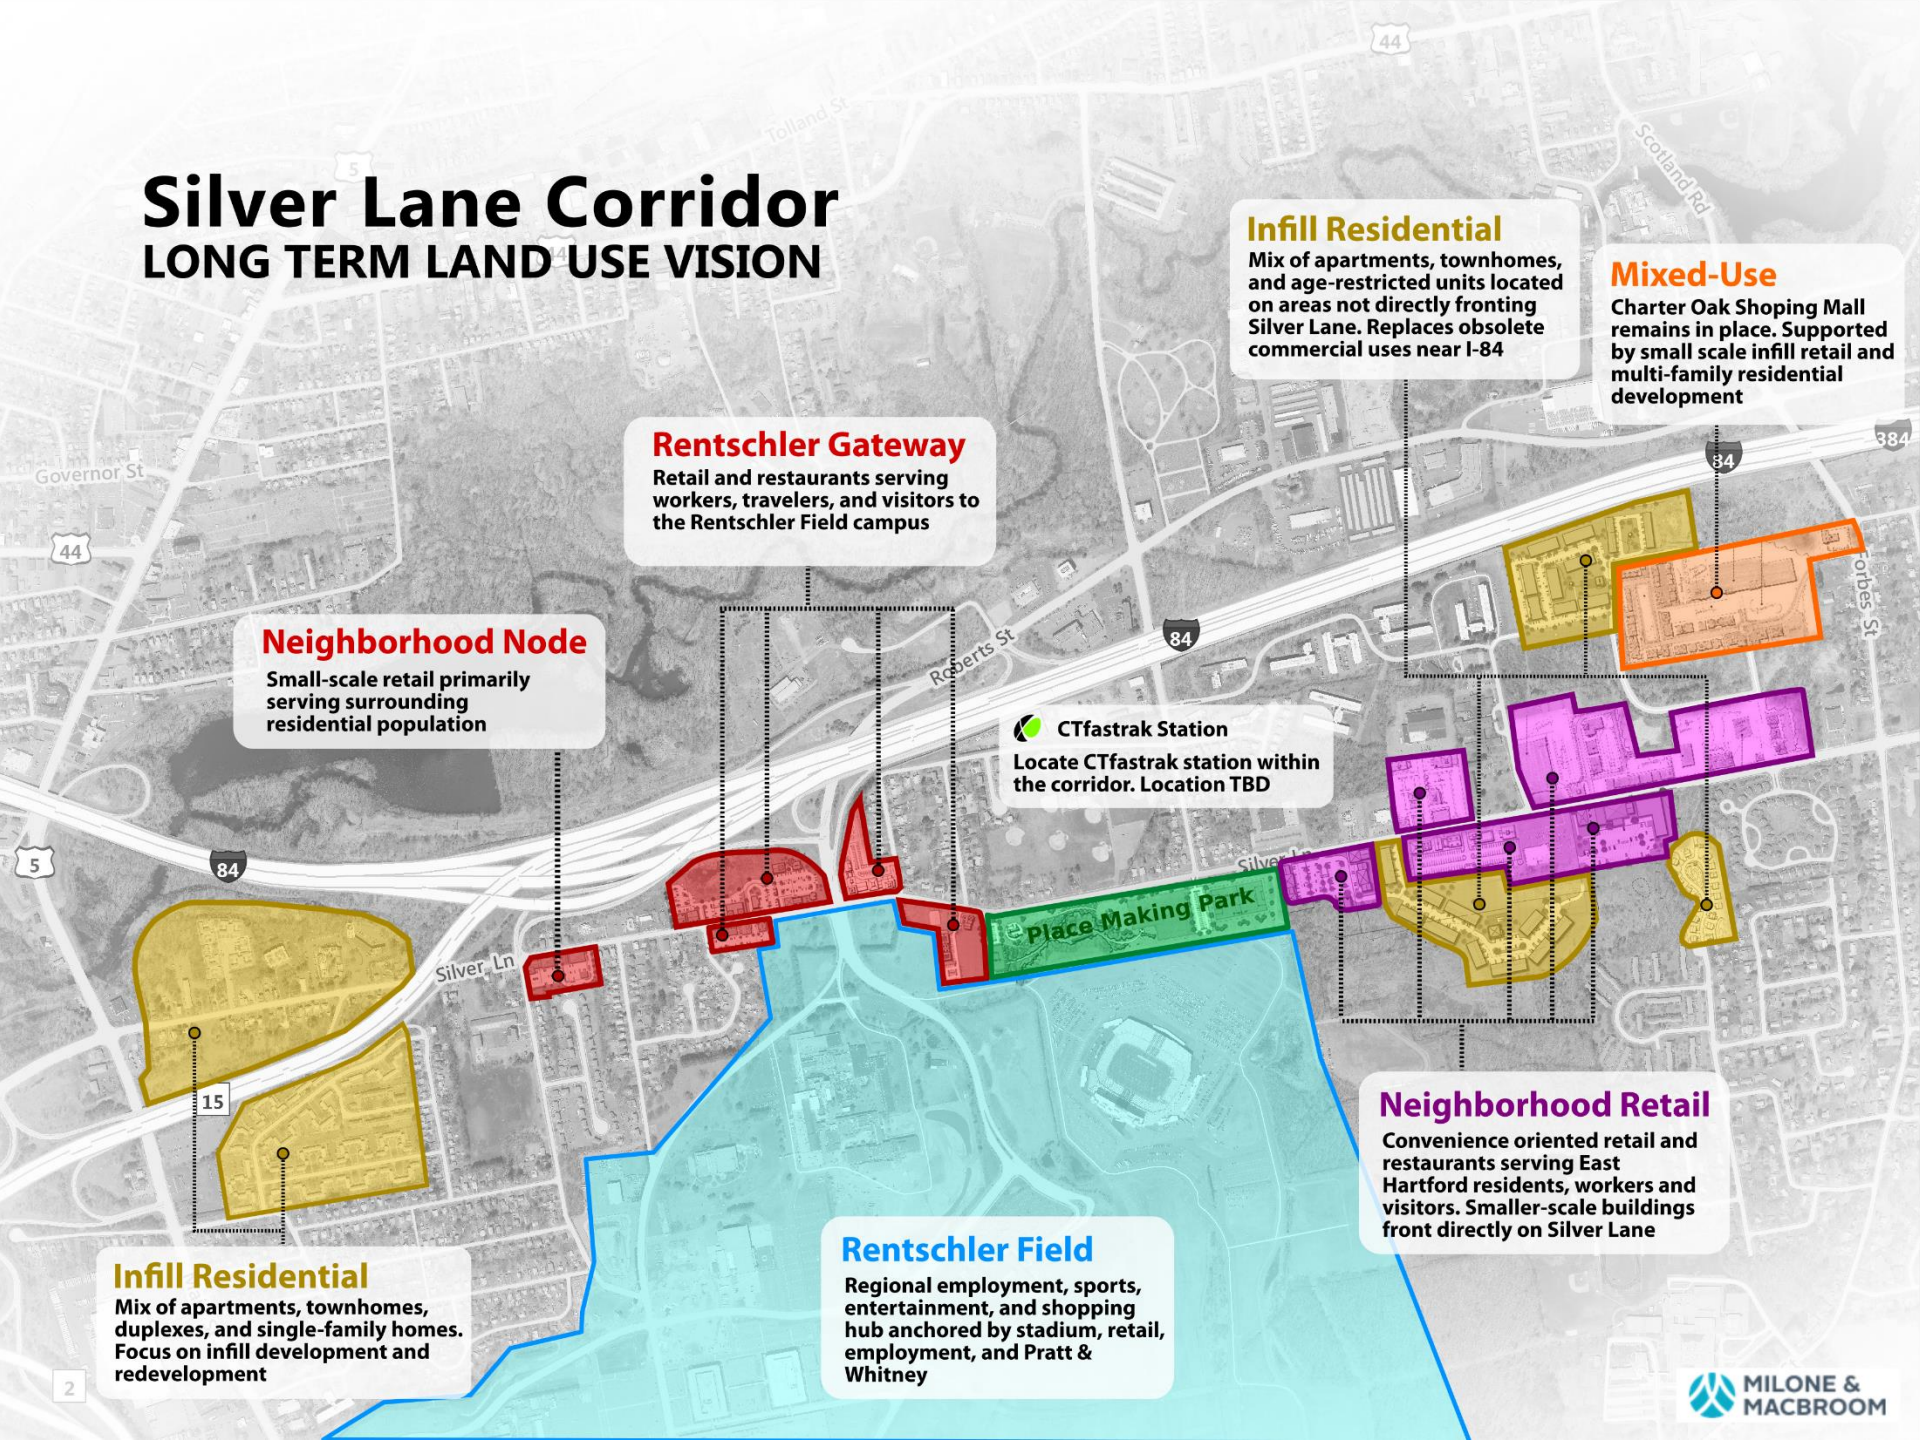 44
Tolland St
5
Scotland Rd
Silver Lane Corridor
44
LONG TERM LAND USE VISION
Infill Residential
Mix of apartments, townhomes,
and age-restricted units located
on areas not directly fronting
Silver Lane. Replaces obsolete
commercial uses near I-84
Mixed-Use
Charter Oak Shoping Mall
remains in place. Supported
by small scale infill retail and
multi-family residential
development
384
84
Rentschler Gateway
Retail and restaurants serving
workers, travelers, and visitors to
the Rentschler Field campus
Governor St
44
Forbes St
Neighborhood Node
Small-scale retail primarily
serving surrounding
residential population
Roberts St
84
CTfastrak Station
Locate CTfastrak station within
the corridor. Location TBD
5
84
Silver Ln
Place Making Park
Silver Ln
15
Neighborhood Retail
Convenience oriented retail and
restaurants serving East
Hartford residents, workers and
visitors. Smaller-scale buildings
front directly on Silver Lane
Infill Residential
Mix of apartments, townhomes,
duplexes, and single-family homes.
Focus on infill development and
redevelopment
Rentschler Field
Regional employment, sports,
entertainment, and shopping
hub anchored by stadium, retail,
employment, and Pratt &
Whitney
2
MILONE &
MACBROOM